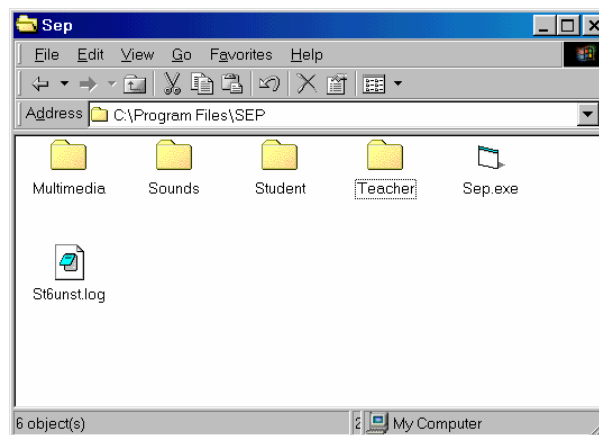 Sep
File Edit View Go Favorites Help
Address C:\Program Files\SEP
Multimedia Sounds Student Teacher Sep.exe
St6unst.log
6 object(s) My Computer